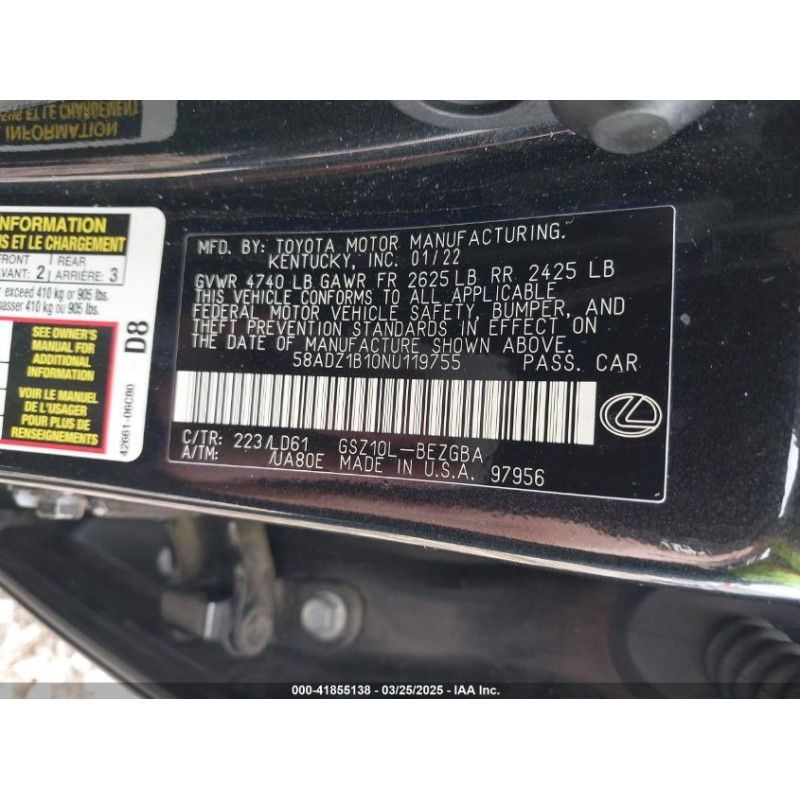 US ET LE CHARGEMENT
INFORMATION
INFORMATION
US ET LE CHARGEMENT
FRONT
AVANT: 2
REAR
ARRIÈRE: 3
exceed 410 kg or 905 lbs.
passer 410 kg ou 905 lbs.
SEE OWNER'S
MANUAL FOR
ADDITIONAL
INFORMATION
VOIR LE MANUEL
DE L'USAGER
POUR PLUS DE
RENSEIGNEMENTS
D8
42661-06C80
MFD. BY: TOYOTA MOTOR MANUFACTURING.
KENTUCKY, INC. 01/22
GVWR 4740 LB GAWR FR 2625 LB RR 2425 LB
THIS VEHICLE CONFORMS TO ALL APPLICABLE
FEDERAL MOTOR VEHICLE SAFETY, BUMPER, AND
THEFT PREVENTION STANDARDS IN EFFECT ON
THE DATE OF MANUFACTURE SHOWN ABOVE.
58ADZ1B10NU119755 PASS. CAR
C/TR: 223/LD61 GSZ10L-BEZGBA
A/TM: /UA80E MADE IN U.S.A. 97956
000-41855138 - 03/25/2025 - IAA Inc.